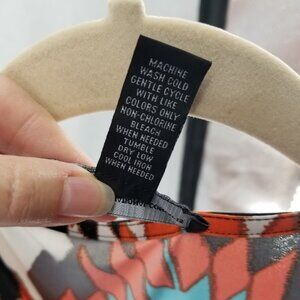 MACHINE
WASH COLD
GENTLE CYCLE
WITH LIKE
COLORS ONLY
NON-CHLORINE
BLEACH
WHEN NEEDED
TUMBLE
DRY LOW
COOL IRON
WHEN NEEDED